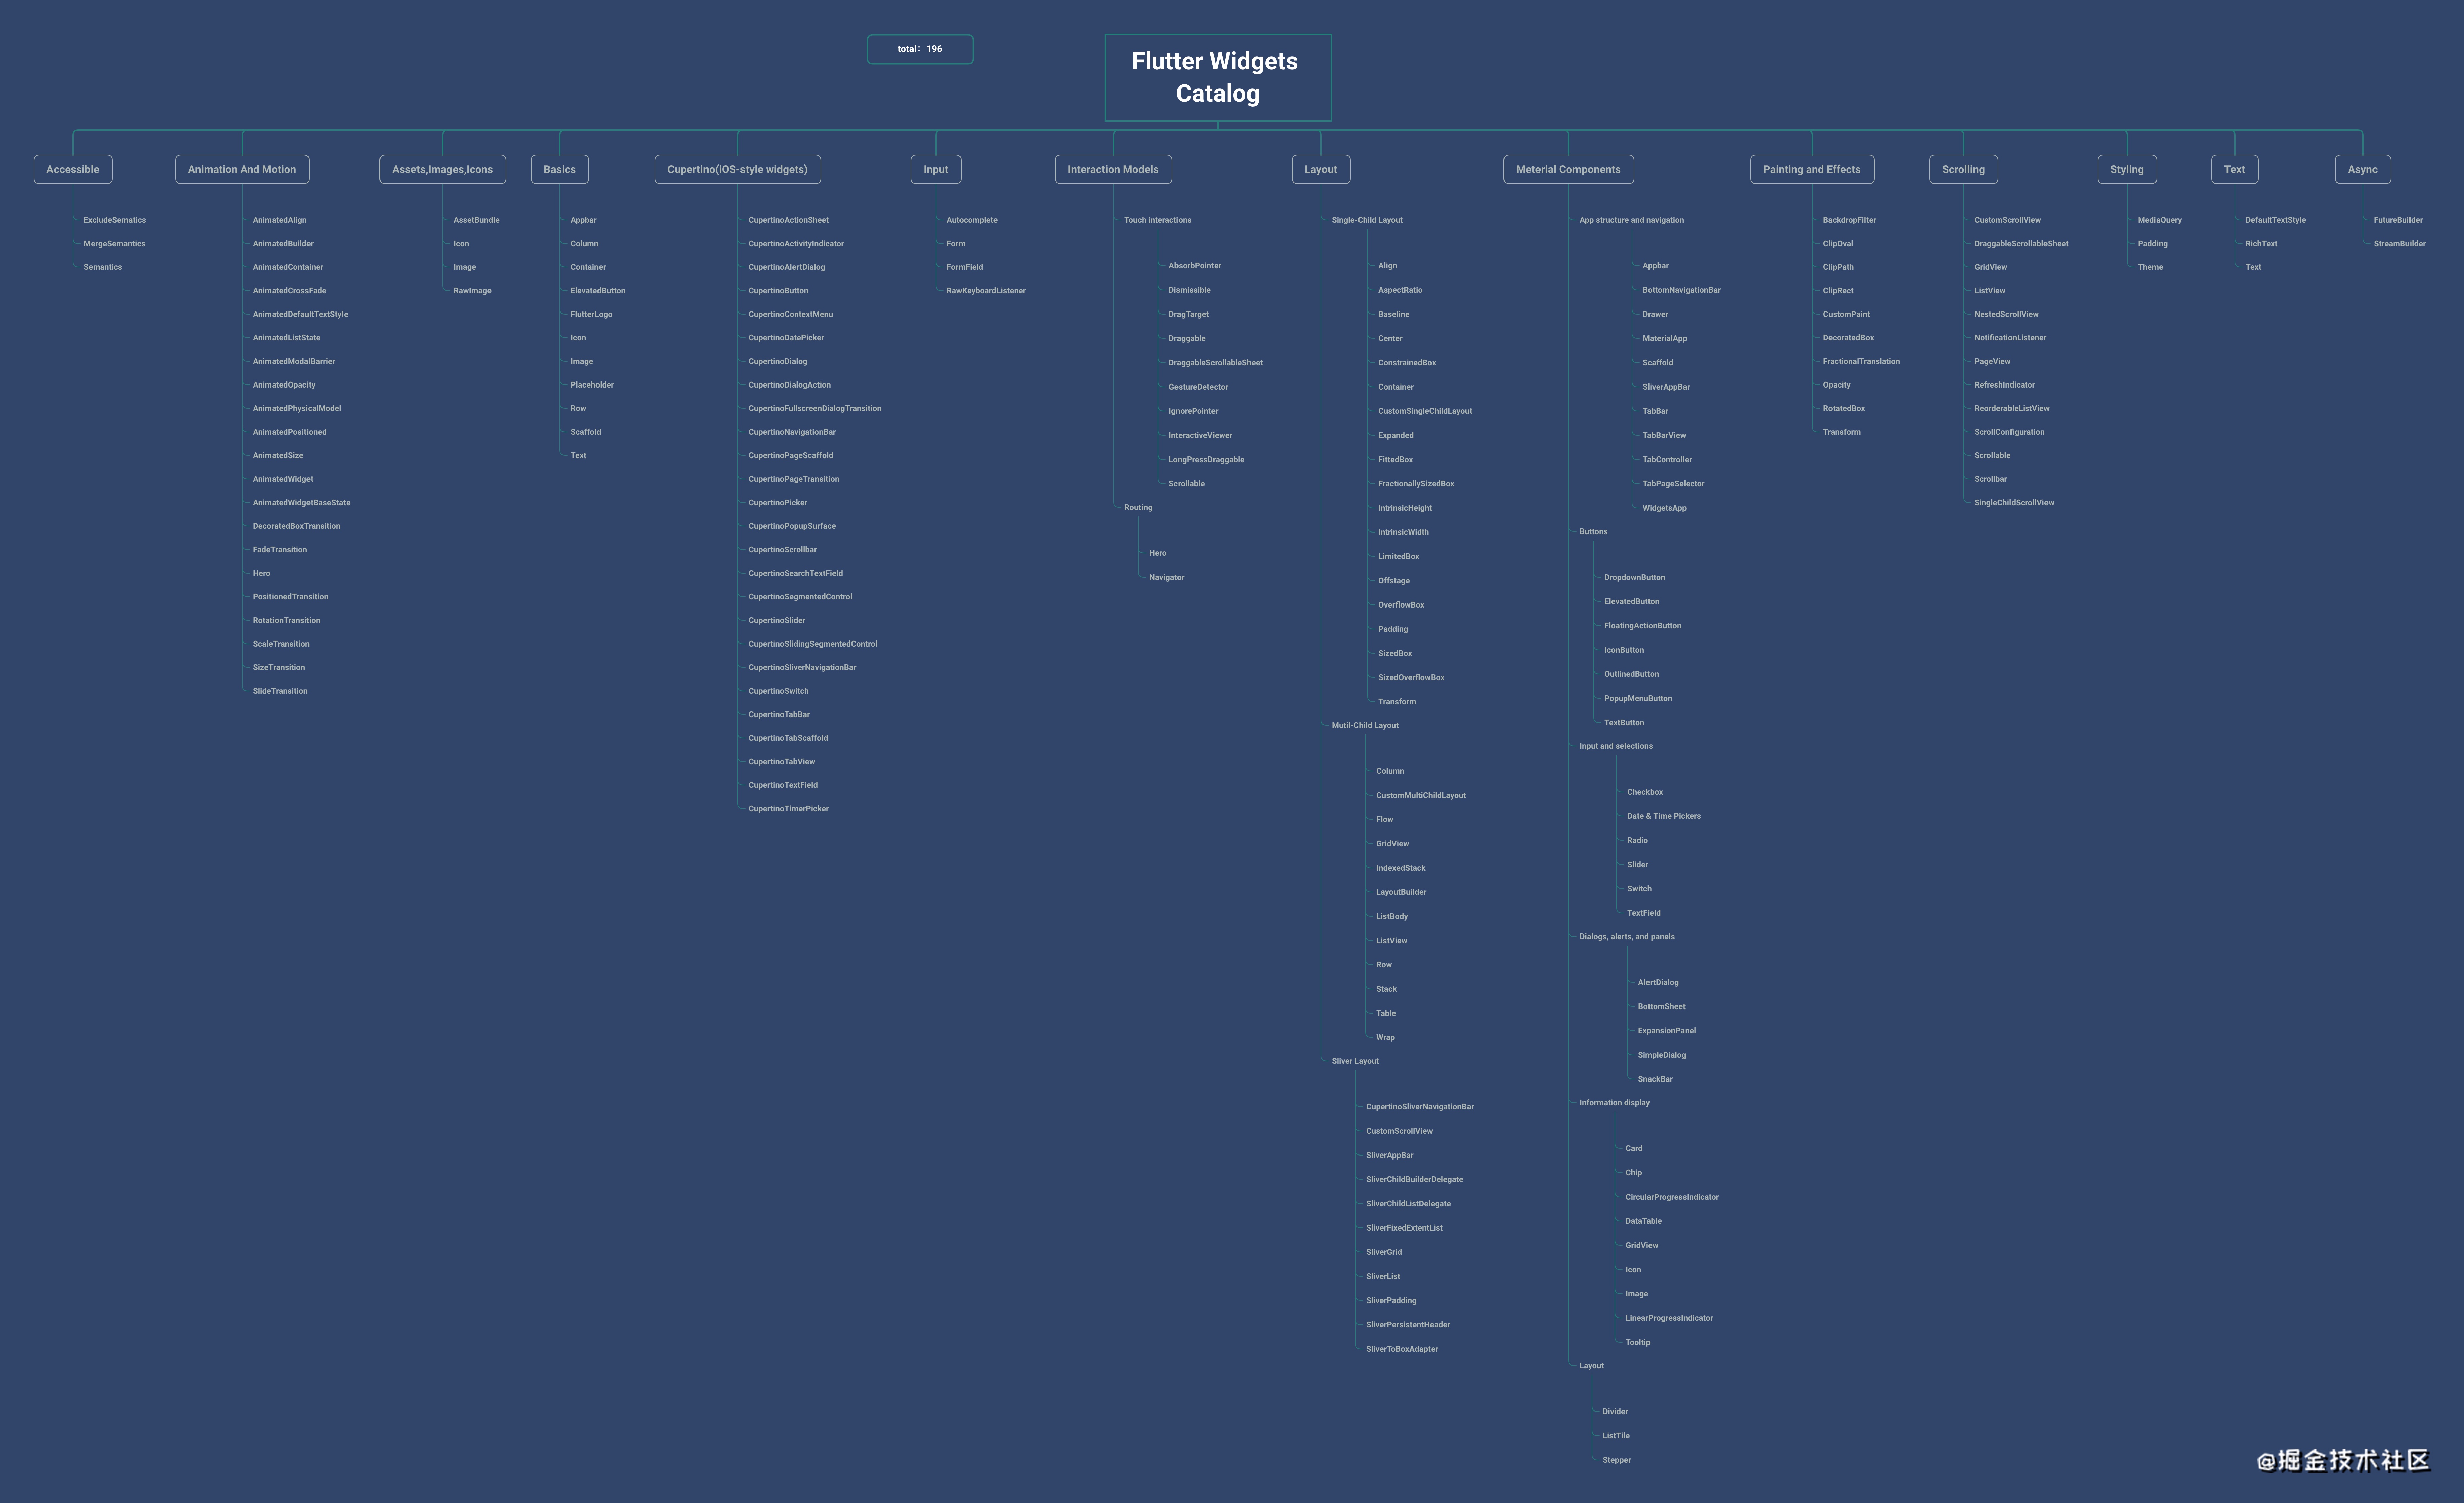 total：196
Flutter Widgets
Catalog
Accessible
ExcludeSematics
MergeSemantics
Semantics
Animation And Motion
AnimatedAlign
AnimatedBuilder
AnimatedContainer
AnimatedCrossFade
AnimatedDefaultTextStyle
AnimatedListState
AnimatedModalBarrier
AnimatedOpacity
AnimatedPhysicalModel
AnimatedPositioned
AnimatedSize
AnimatedWidget
AnimatedWidgetBaseState
DecoratedBoxTransition
FadeTransition
Hero
PositionedTransition
RotationTransition
ScaleTransition
SizeTransition
SlideTransition
Assets,Images,Icons
AssetBundle
Icon
Image
RawImage
Basics
Appbar
Column
Container
ElevatedButton
FlutterLogo
Icon
Image
Placeholder
Row
Scaffold
Text
Cupertino(iOS-style widgets)
CupertinoActionSheet
CupertinoActivityIndicator
CupertinoAlertDialog
CupertinoButton
CupertinoContextMenu
CupertinoDatePicker
CupertinoDialog
CupertinoDialogAction
CupertinoFullscreenDialogTransition
CupertinoNavigationBar
CupertinoPageScaffold
CupertinoPageTransition
CupertinoPicker
CupertinoPopupSurface
CupertinoScrollbar
CupertinoSearchTextField
CupertinoSegmentedControl
CupertinoSlider
CupertinoSlidingSegmentedControl
CupertinoSliverNavigationBar
CupertinoSwitch
CupertinoTabBar
CupertinoTabScaffold
CupertinoTabView
CupertinoTextField
CupertinoTimerPicker
Input
Autocomplete
Form
FormField
RawKeyboardListener
Interaction Models
Touch interactions
AbsorbPointer
Dismissible
DragTarget
Draggable
DraggableScrollableSheet
GestureDetector
IgnorePointer
InteractiveViewer
LongPressDraggable
Scrollable
Routing
Hero
Navigator
Layout
Single-Child Layout
Align
AspectRatio
Baseline
Center
ConstrainedBox
Container
CustomSingleChildLayout
Expanded
FittedBox
FractionallySizedBox
IntrinsicHeight
IntrinsicWidth
LimitedBox
Offstage
OverflowBox
Padding
SizedBox
SizedOverflowBox
Transform
Mutil-Child Layout
Column
CustomMultiChildLayout
Flow
GridView
IndexedStack
LayoutBuilder
ListBody
ListView
Row
Stack
Table
Wrap
Sliver Layout
CupertinoSliverNavigationBar
CustomScrollView
SliverAppBar
SliverChildBuilderDelegate
SliverChildListDelegate
SliverFixedExtentList
SliverGrid
SliverList
SliverPadding
SliverPersistentHeader
SliverToBoxAdapter
Meterial Components
App structure and navigation
Appbar
BottomNavigationBar
Drawer
MaterialApp
Scaffold
SliverAppBar
TabBar
TabBarView
TabController
TabPageSelector
WidgetsApp
Buttons
DropdownButton
ElevatedButton
FloatingActionButton
IconButton
OutlinedButton
PopupMenuButton
TextButton
Input and selections
Checkbox
Date & Time Pickers
Radio
Slider
Switch
TextField
Dialogs, alerts, and panels
AlertDialog
BottomSheet
ExpansionPanel
SimpleDialog
SnackBar
Information display
Card
Chip
CircularProgressIndicator
DataTable
GridView
Icon
Image
LinearProgressIndicator
Tooltip
Layout
Divider
ListTile
Stepper
Painting and Effects
BackdropFilter
ClipOval
ClipPath
ClipRect
CustomPaint
DecoratedBox
FractionalTranslation
Opacity
RotatedBox
Transform
Scrolling
CustomScrollView
DraggableScrollableSheet
GridView
ListView
NestedScrollView
NotificationListener
PageView
RefreshIndicator
ReorderableListView
ScrollConfiguration
Scrollable
Scrollbar
SingleChildScrollView
Styling
MediaQuery
Padding
Theme
Text
DefaultTextStyle
RichText
Text
Async
FutureBuilder
StreamBuilder
@掘金技术社区